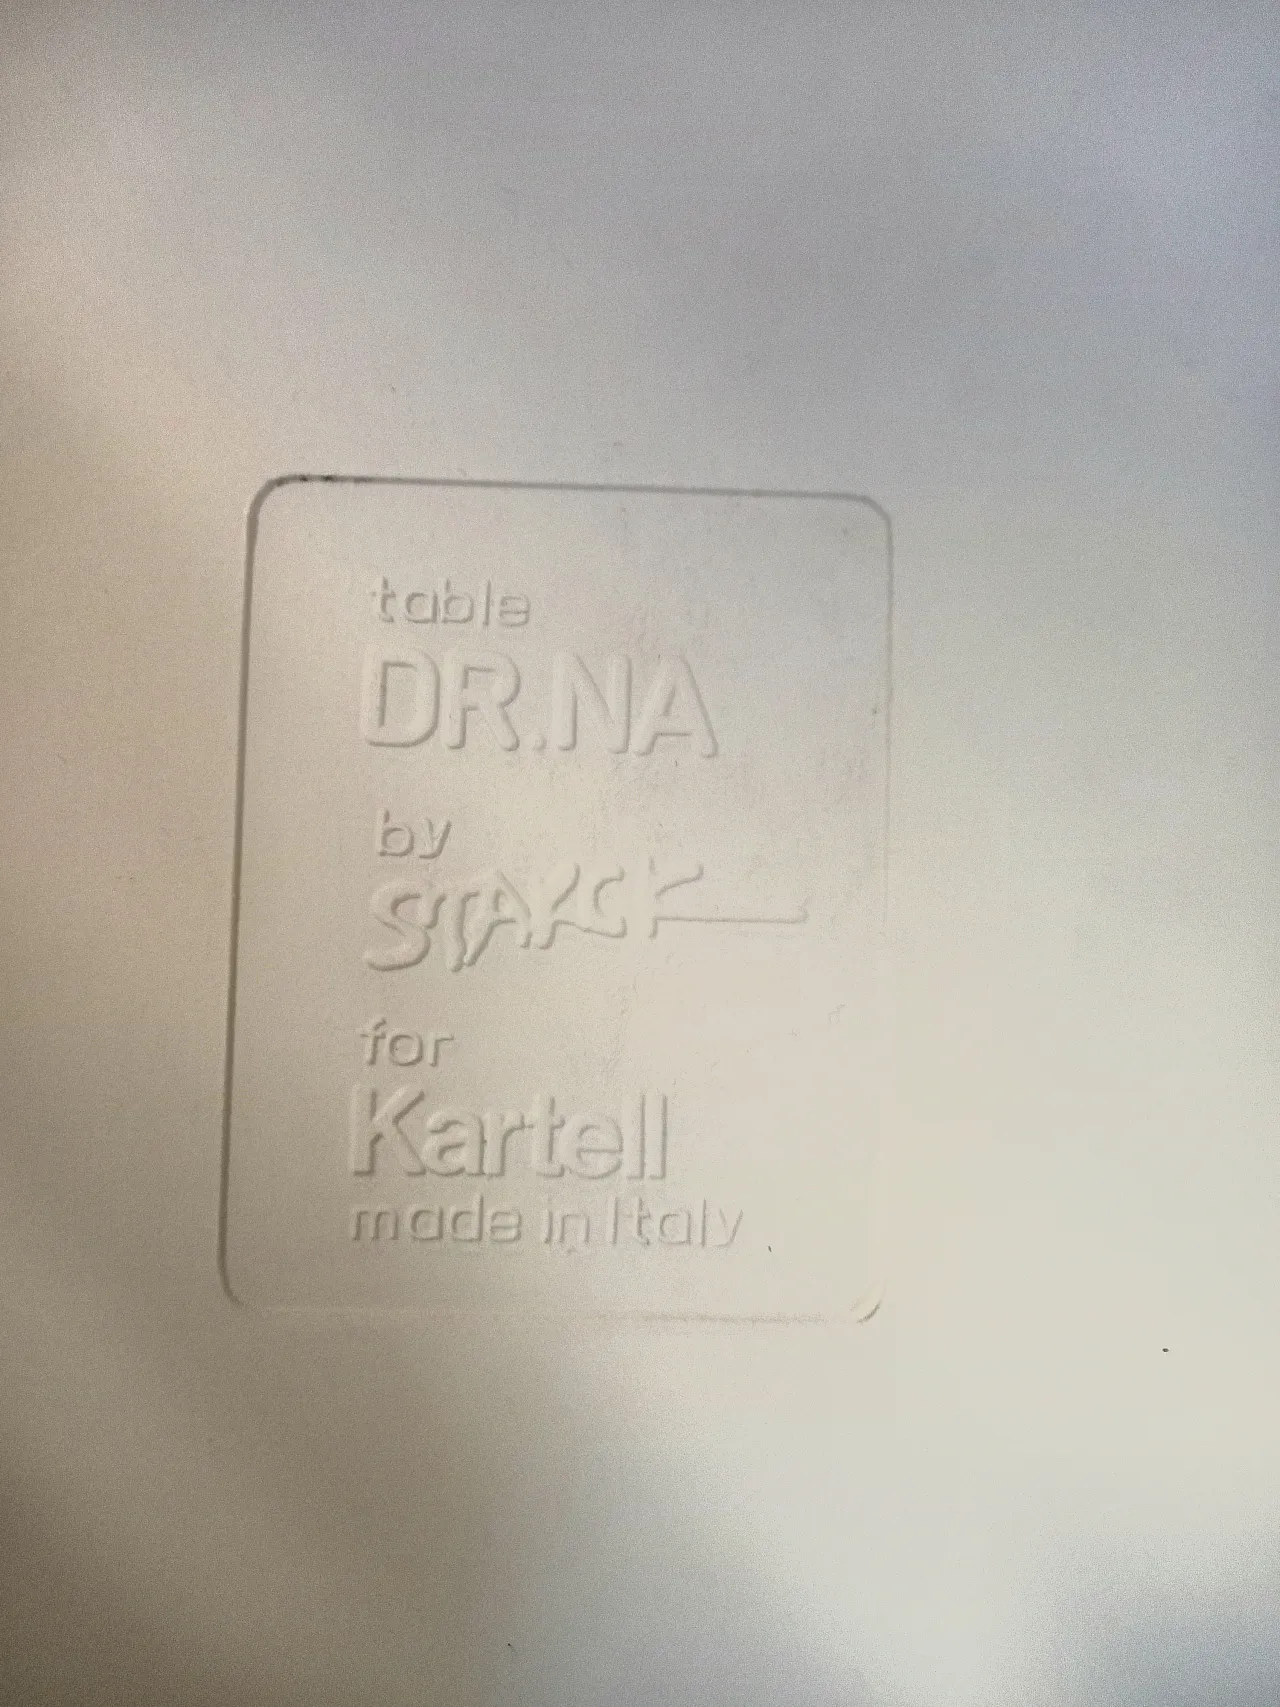 table
DR.NA
by
STARCK
for
Kartell
made in Italy